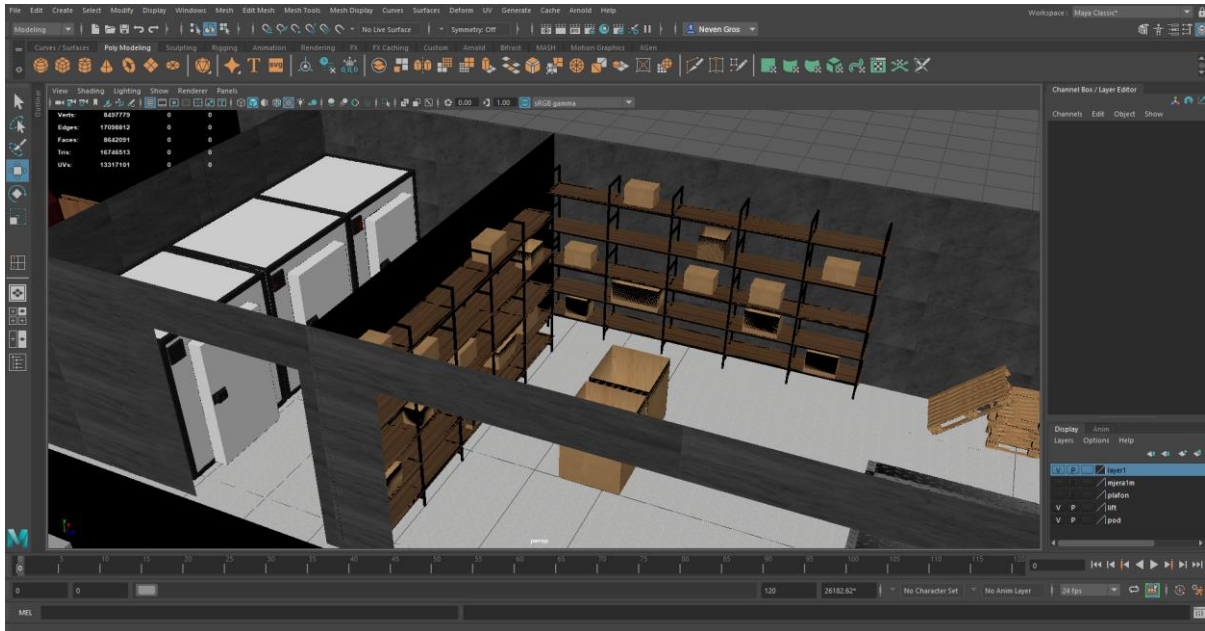 File Edit Create Select Modify Display Windows Mesh Edit Mesh Mesh Tools Mesh Display Curves Surfaces Deform UV Generate Cache Arnold Help
Workspace : Maya Classic*
Modeling
No Live Surface
Symmetry: Off
Neven Gros
Curves / Surfaces Poly Modeling Sculpting Rigging Animation Rendering FX FX Caching Custom Arnold Bifrost MASH Motion Graphics XGen
SVG
Outliner
View Shading Lighting Show Renderer Panels
0.00
1.00
sRGB gamma
Verts: 8497779 0 0
Edges: 17098812 0 0
Faces: 8642091 0 0
Tris: 16746513 0 0
UVs: 13317101 0 0
persp
Channel Box / Layer Editor
Channels Edit Object Show
Display Anim
Layers Options Help
V P layer1
mjera1m
plafon
V P lift
V P pod
0 5 10 15 20 25 30 35 40 45 50 55 60 65 70 75 80 85 90 95 100 105 110 115 120
0
0 0 120 26182.62* No Character Set No Anim Layer 24 fps
MEL